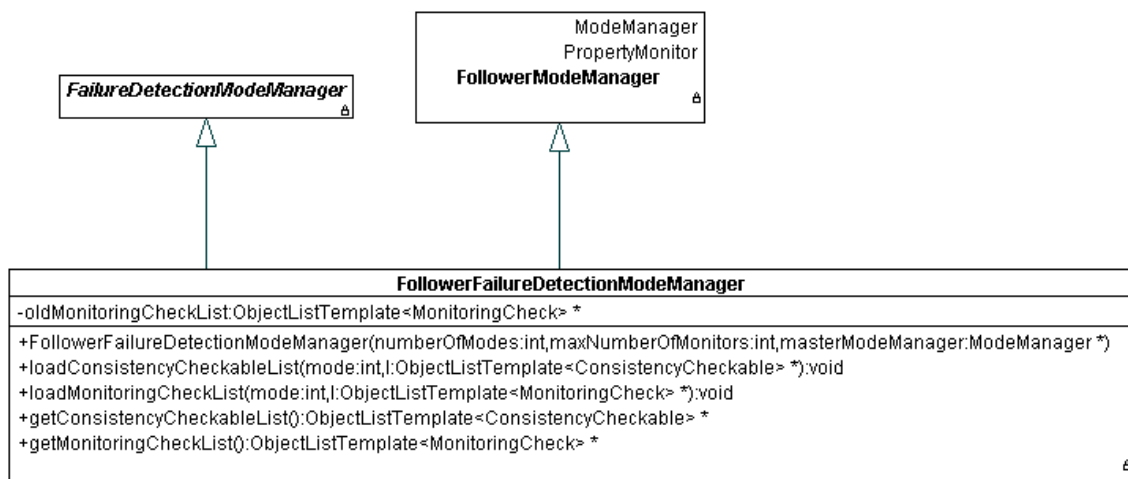 ModeManager
PropertyMonitor
FollowerModeManager
FailureDetectionModeManager
FollowerFailureDetectionModeManager
-oldMonitoringCheckList:ObjectListTemplate<MonitoringCheck> *
+FollowerFailureDetectionModeManager(numberOfModes:int,maxNumberOfMonitors:int,masterModeManager:ModeManager *)
+loadConsistencyCheckableList(mode:int,l:ObjectListTemplate<ConsistencyCheckable> *):void
+loadMonitoringCheckList(mode:int,l:ObjectListTemplate<MonitoringCheck> *):void
+getConsistencyCheckableList():ObjectListTemplate<ConsistencyCheckable> *
+getMonitoringCheckList():ObjectListTemplate<MonitoringCheck> *